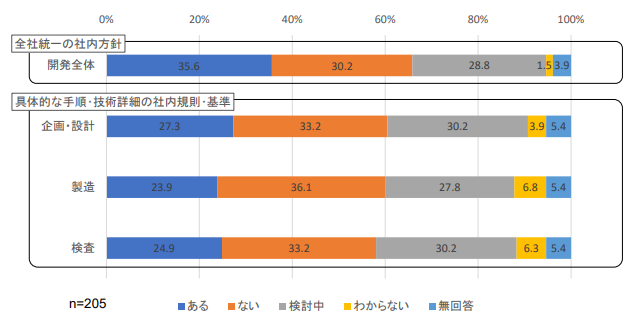 0% 20% 40% 60% 80% 100%
全社統一の社内方針
開発全体 35.6 30.2 28.8 1.5 3.9
具体的な手順・技術詳細の社内規則・基準
企画・設計 27.3 33.2 30.2 3.9 5.4
製造 23.9 36.1 27.8 6.8 5.4
検査 24.9 33.2 30.2 6.3 5.4
n=205 ある ない 検討中 わからない 無回答